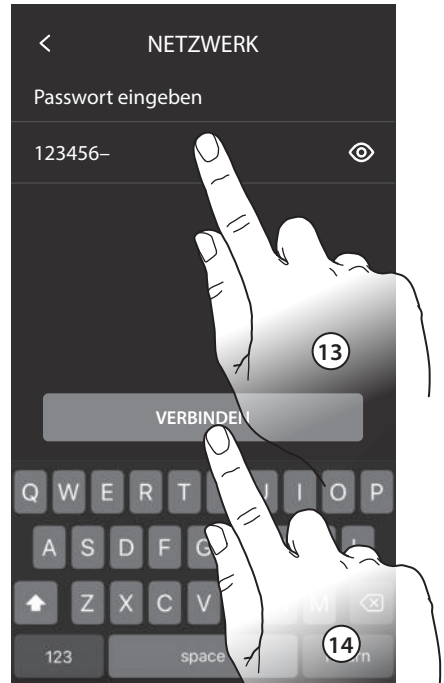 NETZWERK
Passwort eingeben
123456–
13
VERBINDEN
Q W E R T U I O P
A S D F G L
Z X C V M
123 space
14